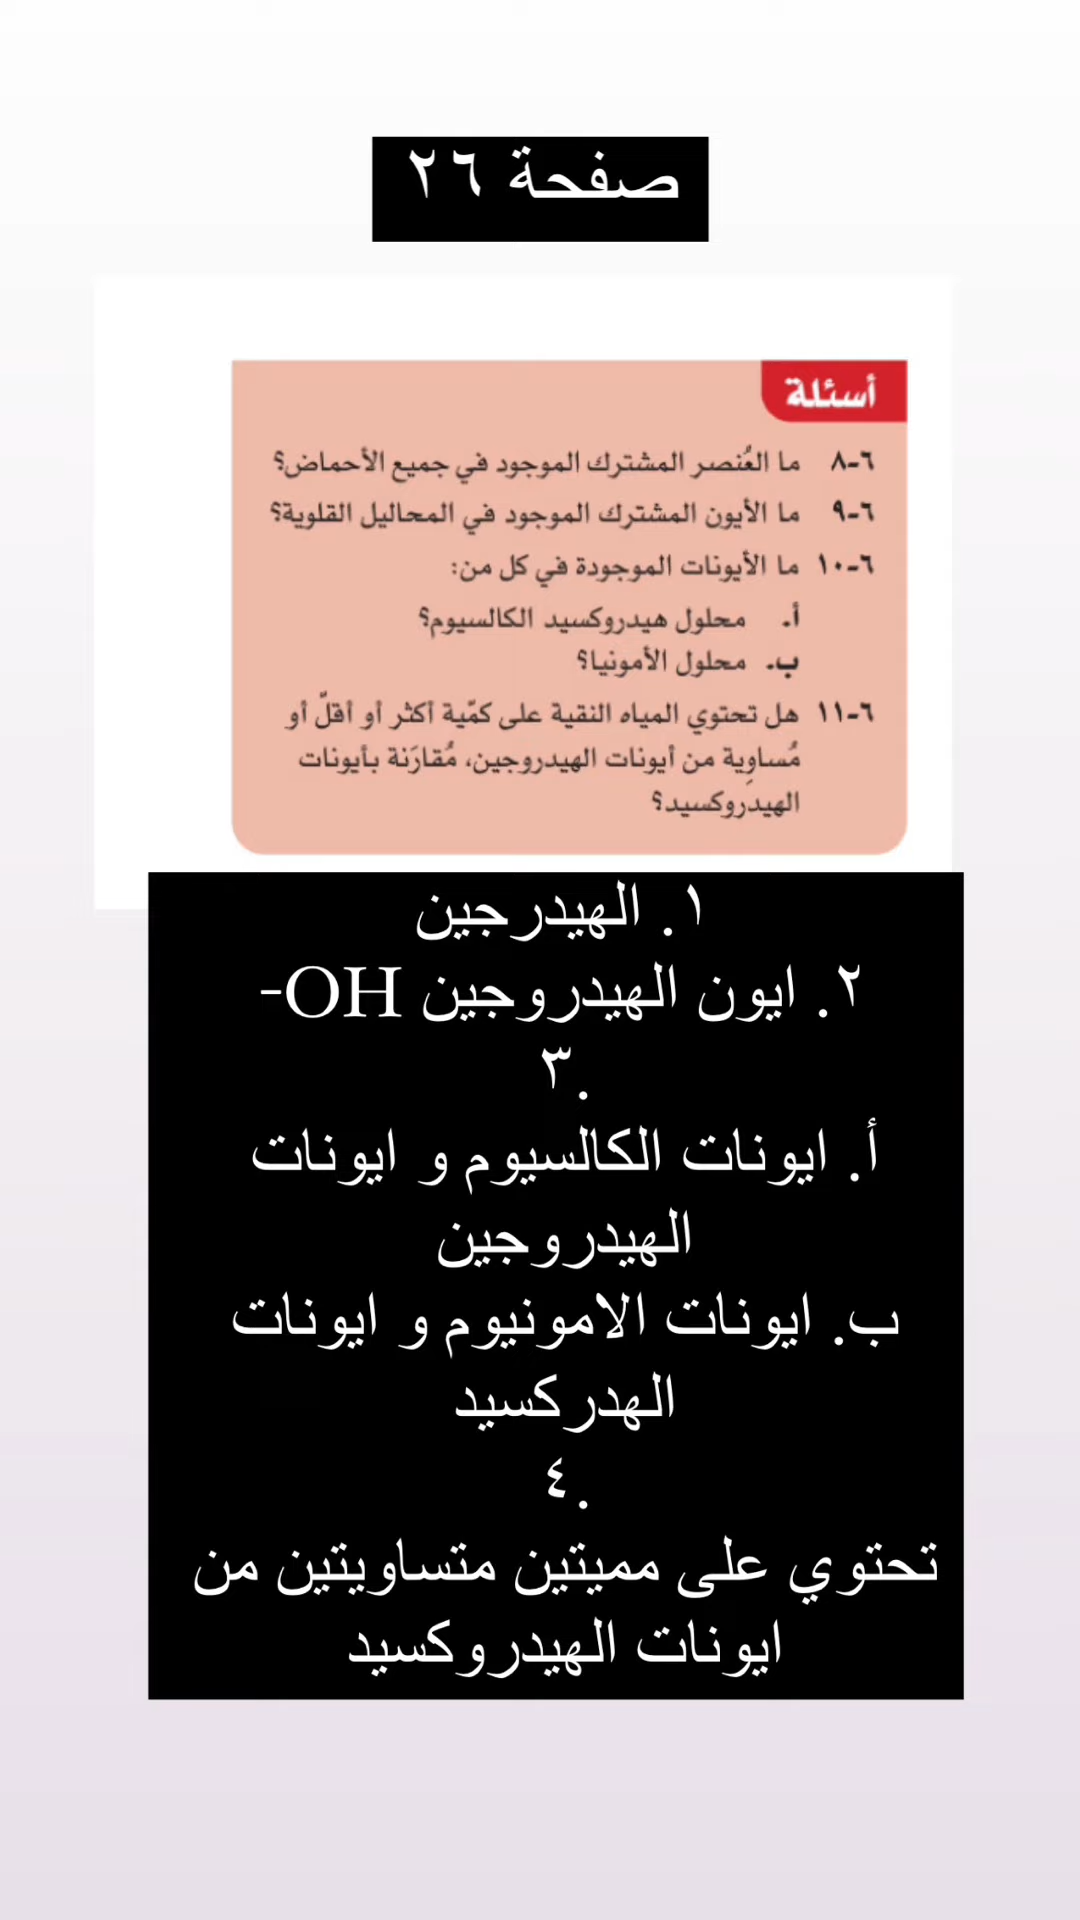 صفحة ٢٦
أسئلة
٦-٨ ما العُنصر المشترك الموجود في جميع الأحماض؟
٦-٩ ما الأيون المشترك الموجود في المحاليل القلوية؟
٦-١٠ ما الأيونات الموجودة في كل من:
أ. محلول هيدروكسيد الكالسيوم؟
ب. محلول الأمونيا؟
٦-١١ هل تحتوي المياه النقية على كمّية أكثر أو أقلّ أو
مُساوِية من أيونات الهيدروجين، مُقارَنة بأيونات
الهيدروكسيد؟
١. الهيدرجين
٢. ايون الهيدروجين OH-
٣.
أ. ايونات الكالسيوم و ايونات
الهيدروجين
ب. ايونات الامونيوم و ايونات
الهدركسيد
٤.
تحتوي على مميتين متساويتين من
ايونات الهيدروكسيد